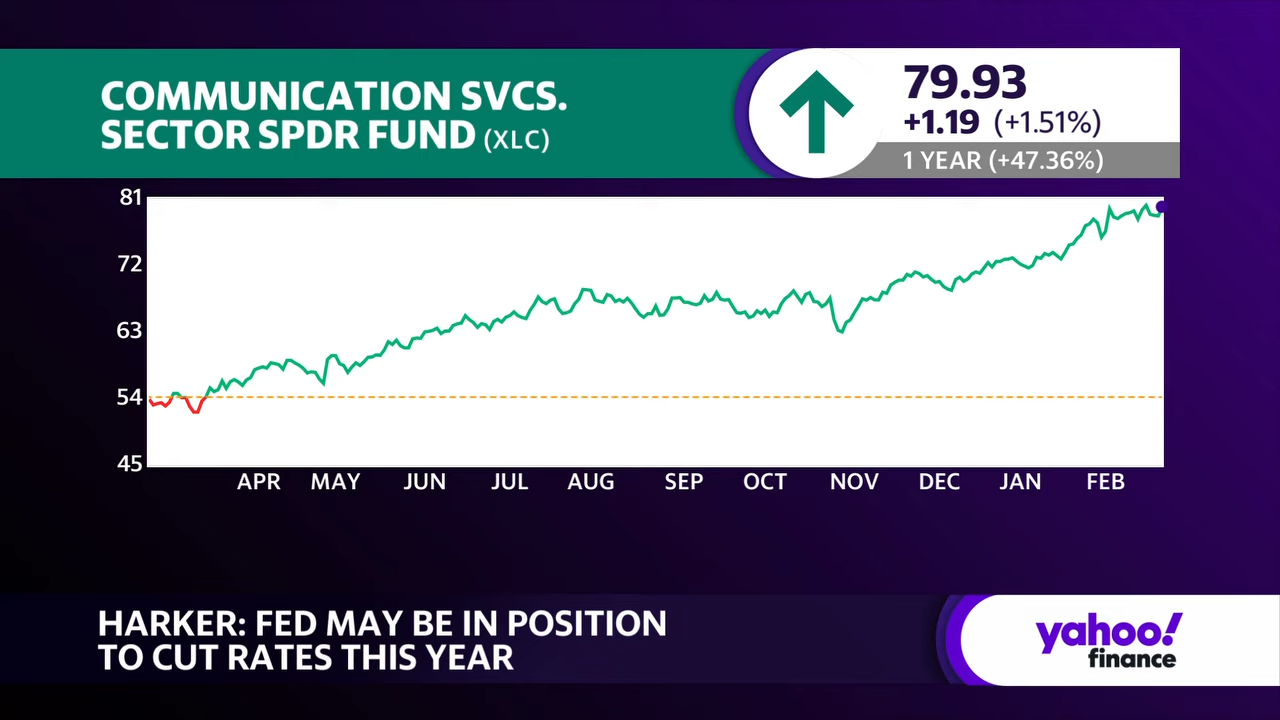 COMMUNICATION SVCS.
SECTOR SPDR FUND (XLC)
79.93
+1.19 (+1.51%)
1 YEAR (+47.36%)
81
72
63
54
45
APR MAY JUN JUL AUG SEP OCT NOV DEC JAN FEB
HARKER: FED MAY BE IN POSITION
TO CUT RATES THIS YEAR
yahoo!
finance